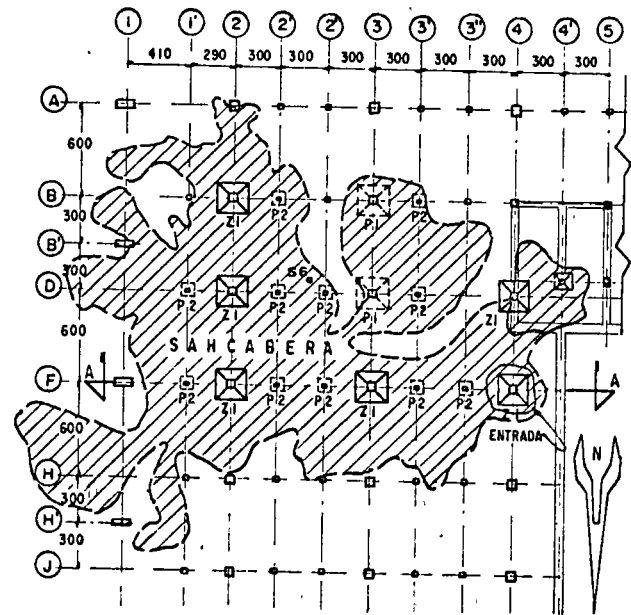 1 1' 2 2' 2' 3 3' 3" 4 4' 5
410 290 300 300 300 300 300 300 300 300
A
600
B
Z1 P2 P1 P2
300
B'
300
S6
D
P2 Z1 P2 P2 P1 P2 Z1
600
SAHCABERA
A A
F
P2 Z1 P2 P2 Z1 P2 P2 Z
600
ENTRADA
N
H
300
H'
300
J